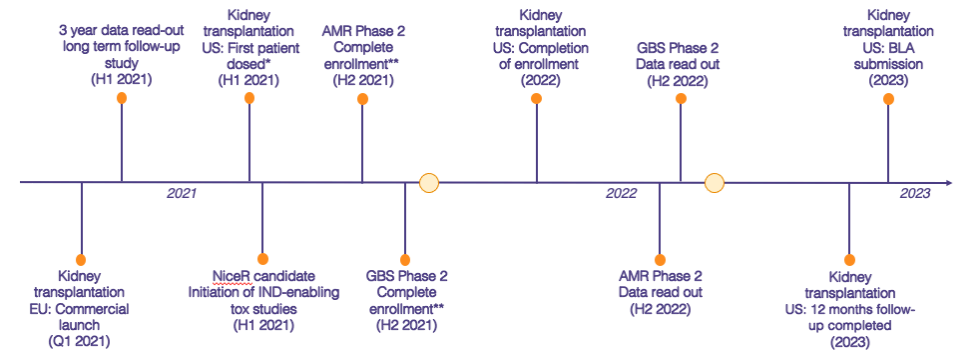 3 year data read-out
long term follow-up
study
(H1 2021)
Kidney
transplantation
US: First patient
dosed*
(H1 2021)
AMR Phase 2
Complete
enrollment**
(H2 2021)
Kidney
transplantation
US: Completion
of enrollment
(2022)
GBS Phase 2
Data read out
(H2 2022)
Kidney
transplantation
US: BLA
submission
(2023)
2021
2022
2023
Kidney
transplantation
EU: Commercial
launch
(Q1 2021)
NiceR candidate
Initiation of IND-enabling
tox studies
(H1 2021)
GBS Phase 2
Complete
enrollment**
(H2 2021)
AMR Phase 2
Data read out
(H2 2022)
Kidney
transplantation
US: 12 months follow-
up completed
(2023)